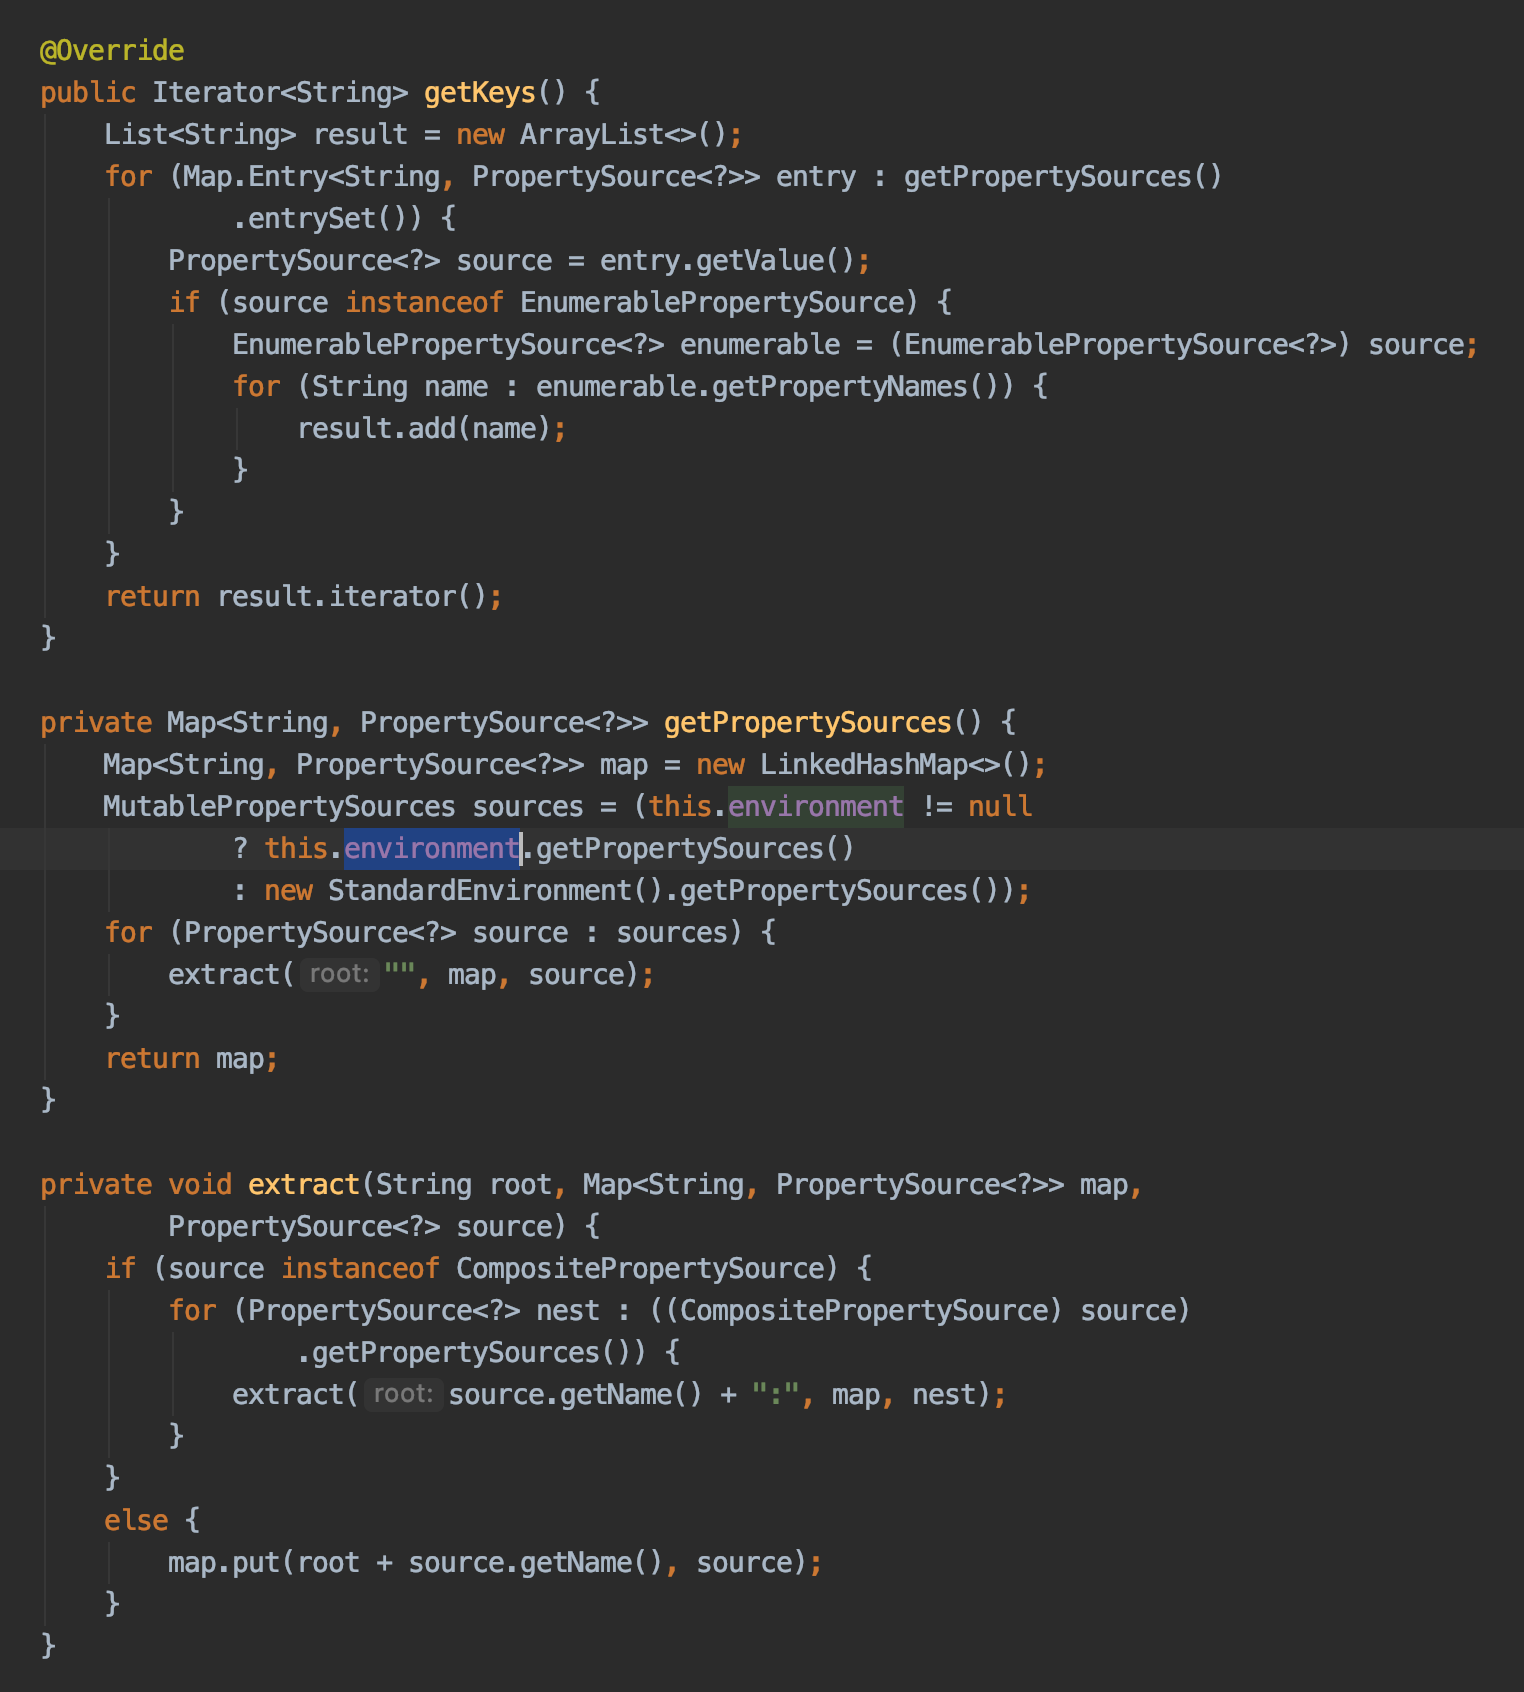 @Override
public Iterator<String> getKeys() {
    List<String> result = new ArrayList<>();
    for (Map.Entry<String, PropertySource<?>> entry : getPropertySources()
            .entrySet()) {
        PropertySource<?> source = entry.getValue();
        if (source instanceof EnumerablePropertySource) {
            EnumerablePropertySource<?> enumerable = (EnumerablePropertySource<?>) source;
            for (String name : enumerable.getPropertyNames()) {
                result.add(name);
            }
        }
    }
    return result.iterator();
}

private Map<String, PropertySource<?>> getPropertySources() {
    Map<String, PropertySource<?>> map = new LinkedHashMap<>();
    MutablePropertySources sources = (this.environment != null
            ? this.environment.getPropertySources()
            : new StandardEnvironment().getPropertySources());
    for (PropertySource<?> source : sources) {
        extract( root: "", map, source);
    }
    return map;
}

private void extract(String root, Map<String, PropertySource<?>> map,
        PropertySource<?> source) {
    if (source instanceof CompositePropertySource) {
        for (PropertySource<?> nest : ((CompositePropertySource) source)
                .getPropertySources()) {
            extract( root: source.getName() + ":", map, nest);
        }
    }
    else {
        map.put(root + source.getName(), source);
    }
}